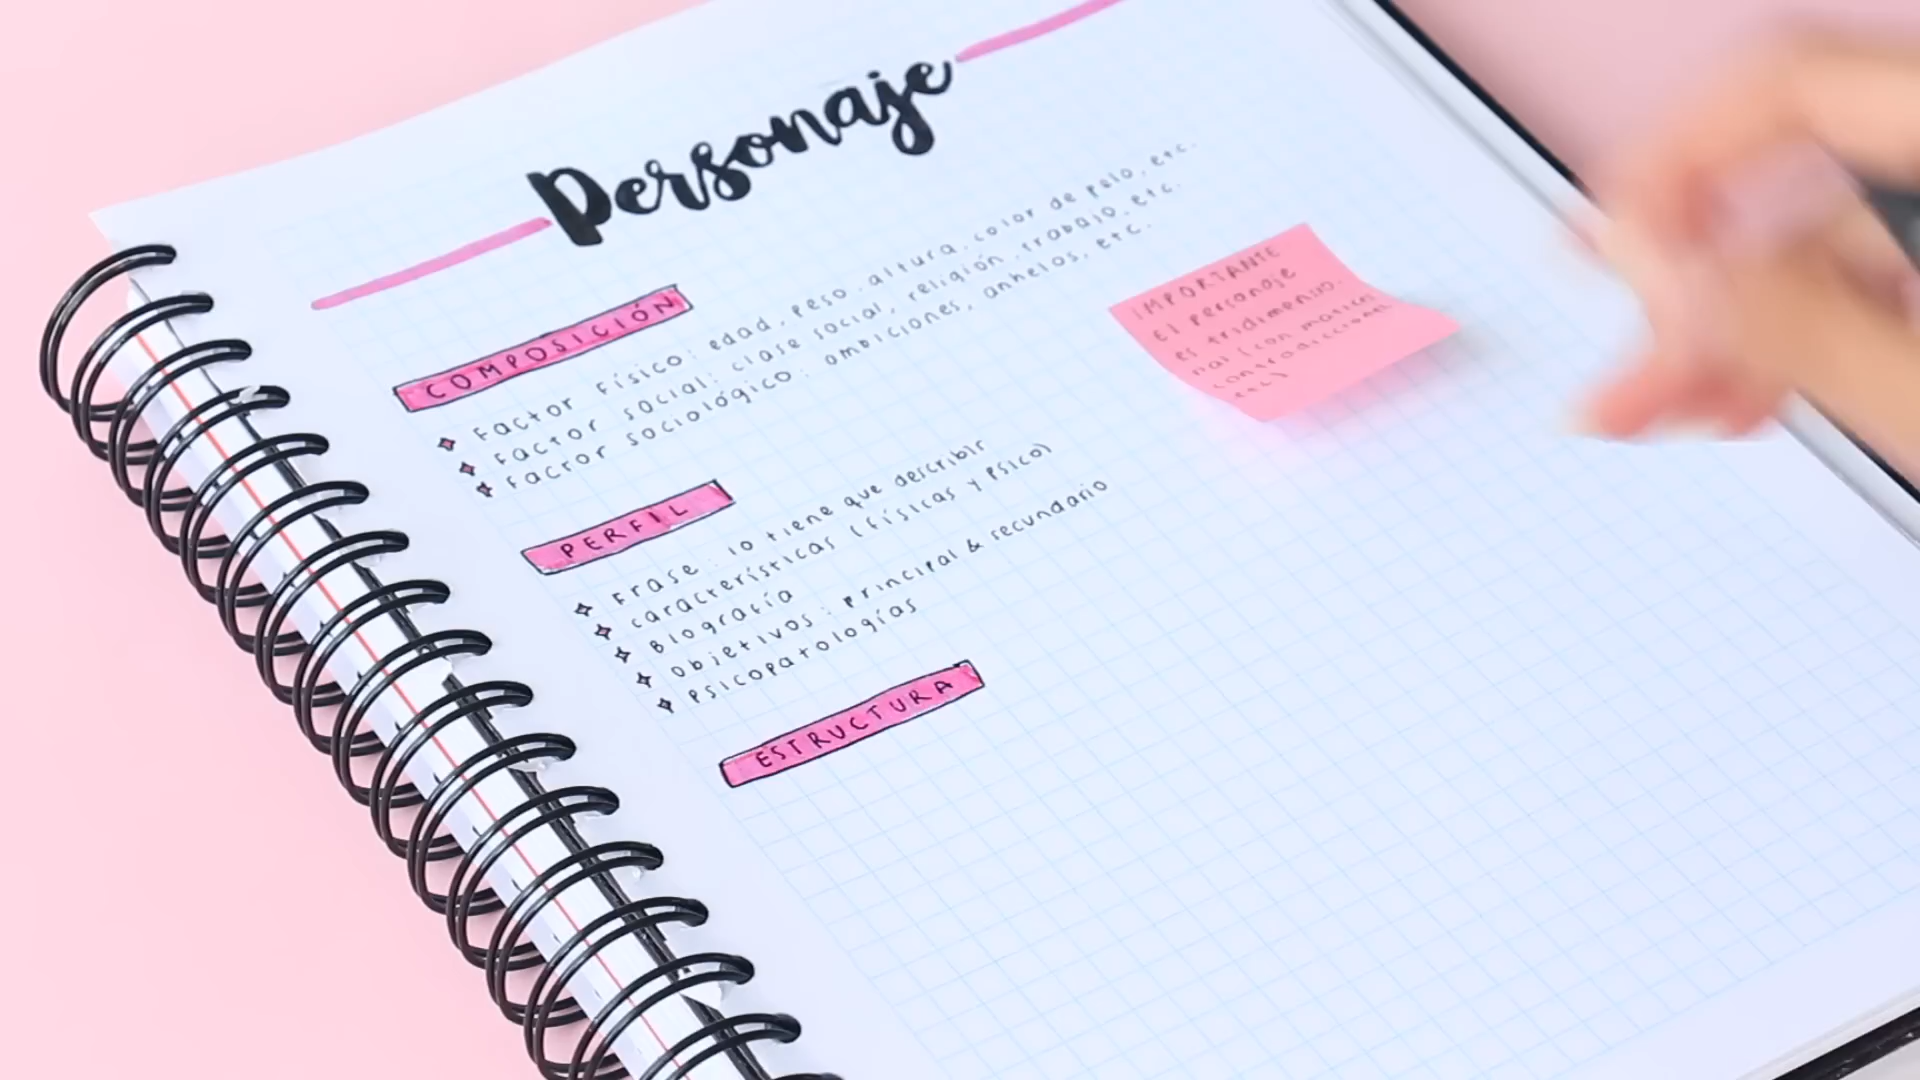 Personaje
COMPOSICIÓN
Factor Físico: edad, peso, altura, color de pelo, etc.
Factor social: clase social, religión, trabajo, etc.
Factor sociológico: ambiciones, anhelos, etc.
IMPORTANTE
El personaje
es tridimensio-
nal (con matices
contradicciones
etc)
PERFIL
Frase: lo tiene que describir
características (físicas y psico)
Biografía
objetivos: principal & secundario
psicopatologías
ESTRUCTURA